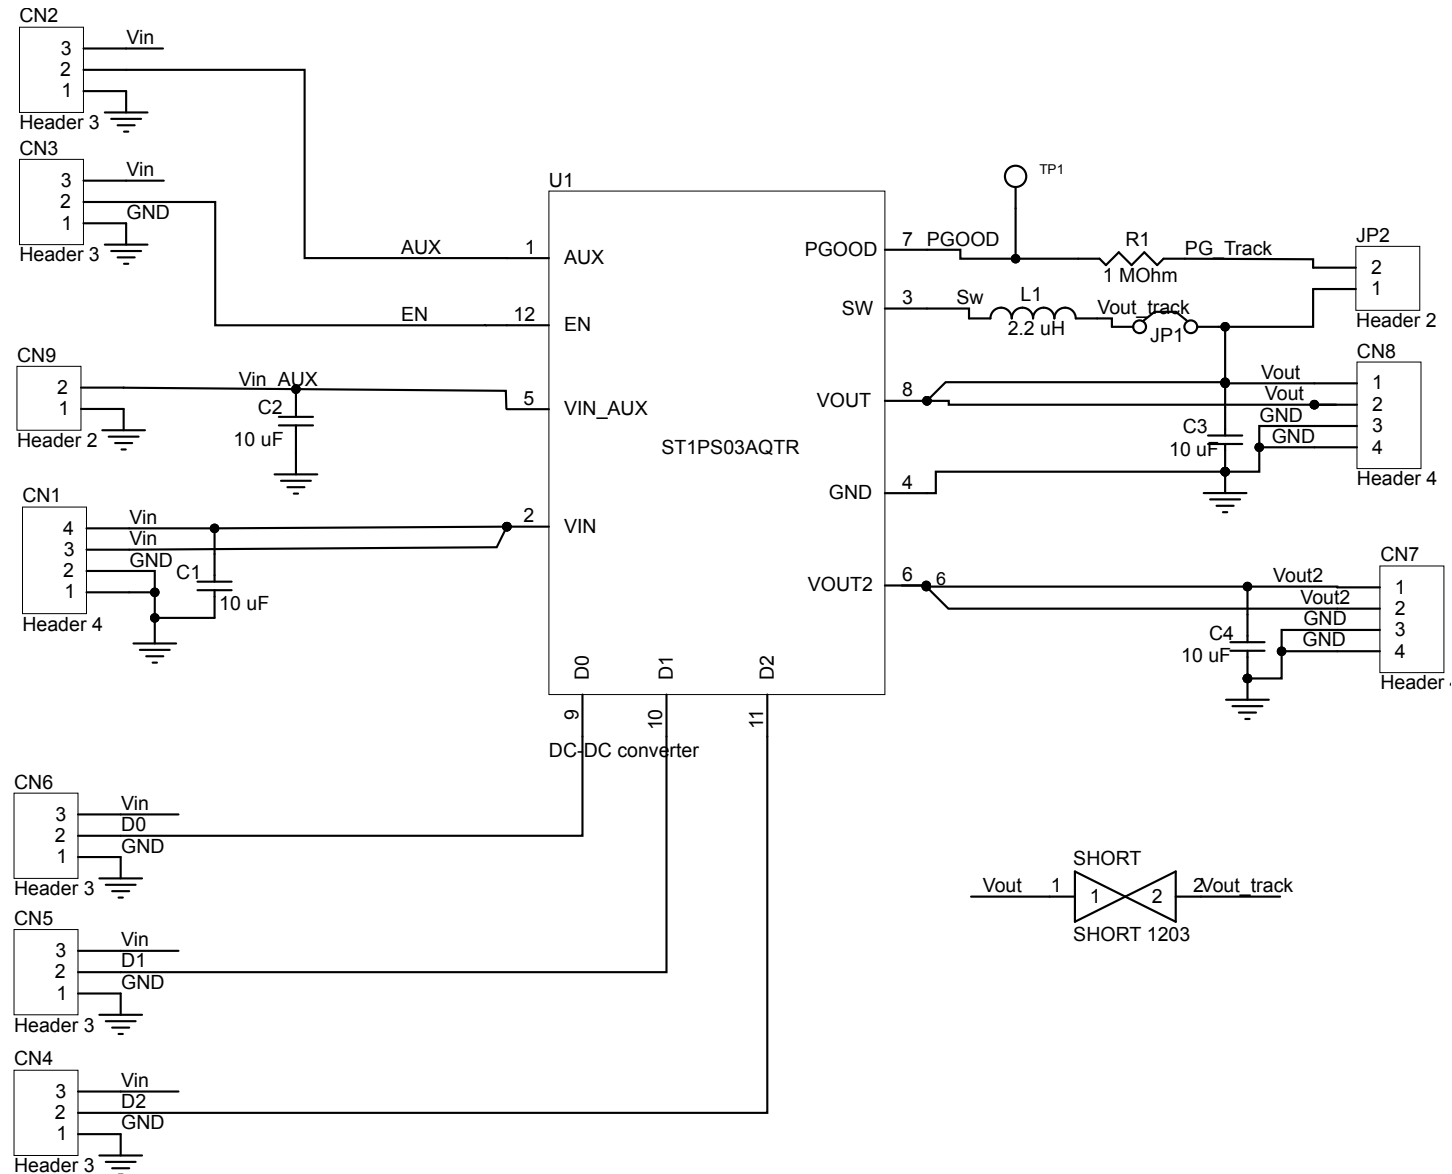 CN2
3 Vin
2
1
Header 3
CN3
3 Vin
2
GND
1
Header 3
AUX 1 AUX
EN 12 EN
CN9
2 Vin_AUX
1
Header 2
C2
10 uF
5 VIN_AUX
CN1
4 Vin
3 Vin
2 GND
1
Header 4
C1
10 uF
2 VIN
U1
ST1PS03AQTR
DC-DC converter
PGOOD 7 PGOOD
TP1
R1
1 MOhm
PG_Track
JP2
2
1
Header 2
SW 3 Sw
L1
2.2 uH
Vout_track
JP1
VOUT 8
CN8
Vout 1
Vout 2
GND 3
GND 4
Header 4
C3
10 uF
GND 4
VOUT2 6 6
CN7
Vout2 1
Vout2 2
GND 3
GND 4
Header
C4
10 uF
D0 D1 D2
9 10 11
CN6
3 Vin
2 D0
1 GND
Header 3
CN5
3 Vin
2 D1
1 GND
Header 3
CN4
3 Vin
2 D2
1 GND
Header 3
SHORT
Vout 1 1 2 2 Vout_track
SHORT 1203